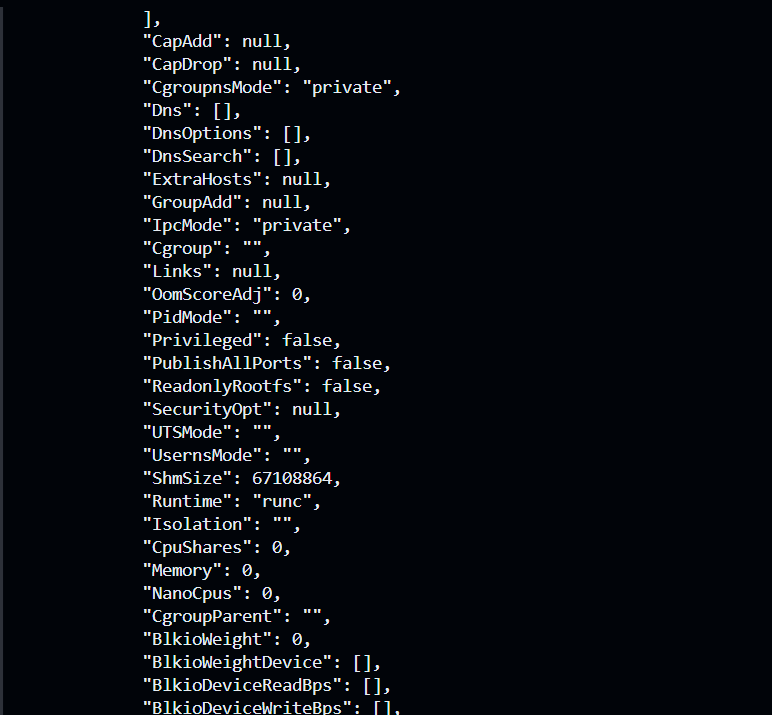 ],
"CapAdd": null,
"CapDrop": null,
"CgroupnsMode": "private",
"Dns": [],
"DnsOptions": [],
"DnsSearch": [],
"ExtraHosts": null,
"GroupAdd": null,
"IpcMode": "private",
"Cgroup": "",
"Links": null,
"OomScoreAdj": 0,
"PidMode": "",
"Privileged": false,
"PublishAllPorts": false,
"ReadonlyRootfs": false,
"SecurityOpt": null,
"UTSMode": "",
"UsernsMode": "",
"ShmSize": 67108864,
"Runtime": "runc",
"Isolation": "",
"CpuShares": 0,
"Memory": 0,
"NanoCpus": 0,
"CgroupParent": "",
"BlkioWeight": 0,
"BlkioWeightDevice": [],
"BlkioDeviceReadBps": [],
"BlkioDeviceWriteBps": [],